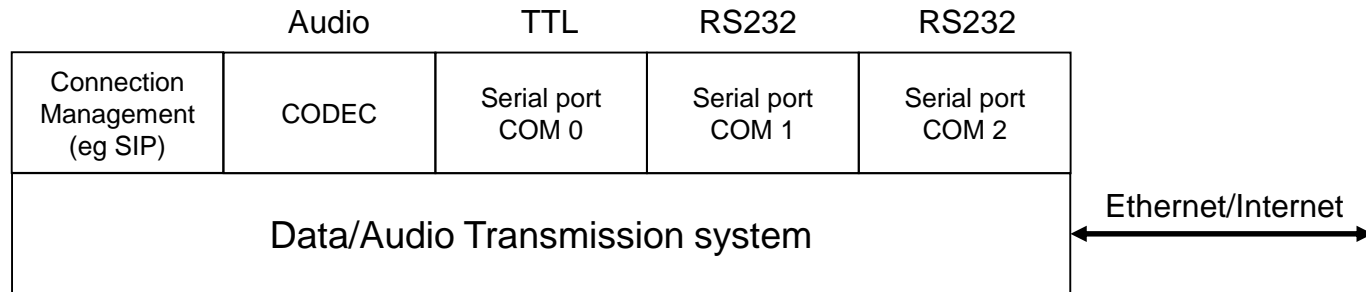 Audio TTL RS232 RS232
Connection
Management
(eg SIP)
CODEC
Serial port
COM 0
Serial port
COM 1
Serial port
COM 2
Data/Audio Transmission system
Ethernet/Internet